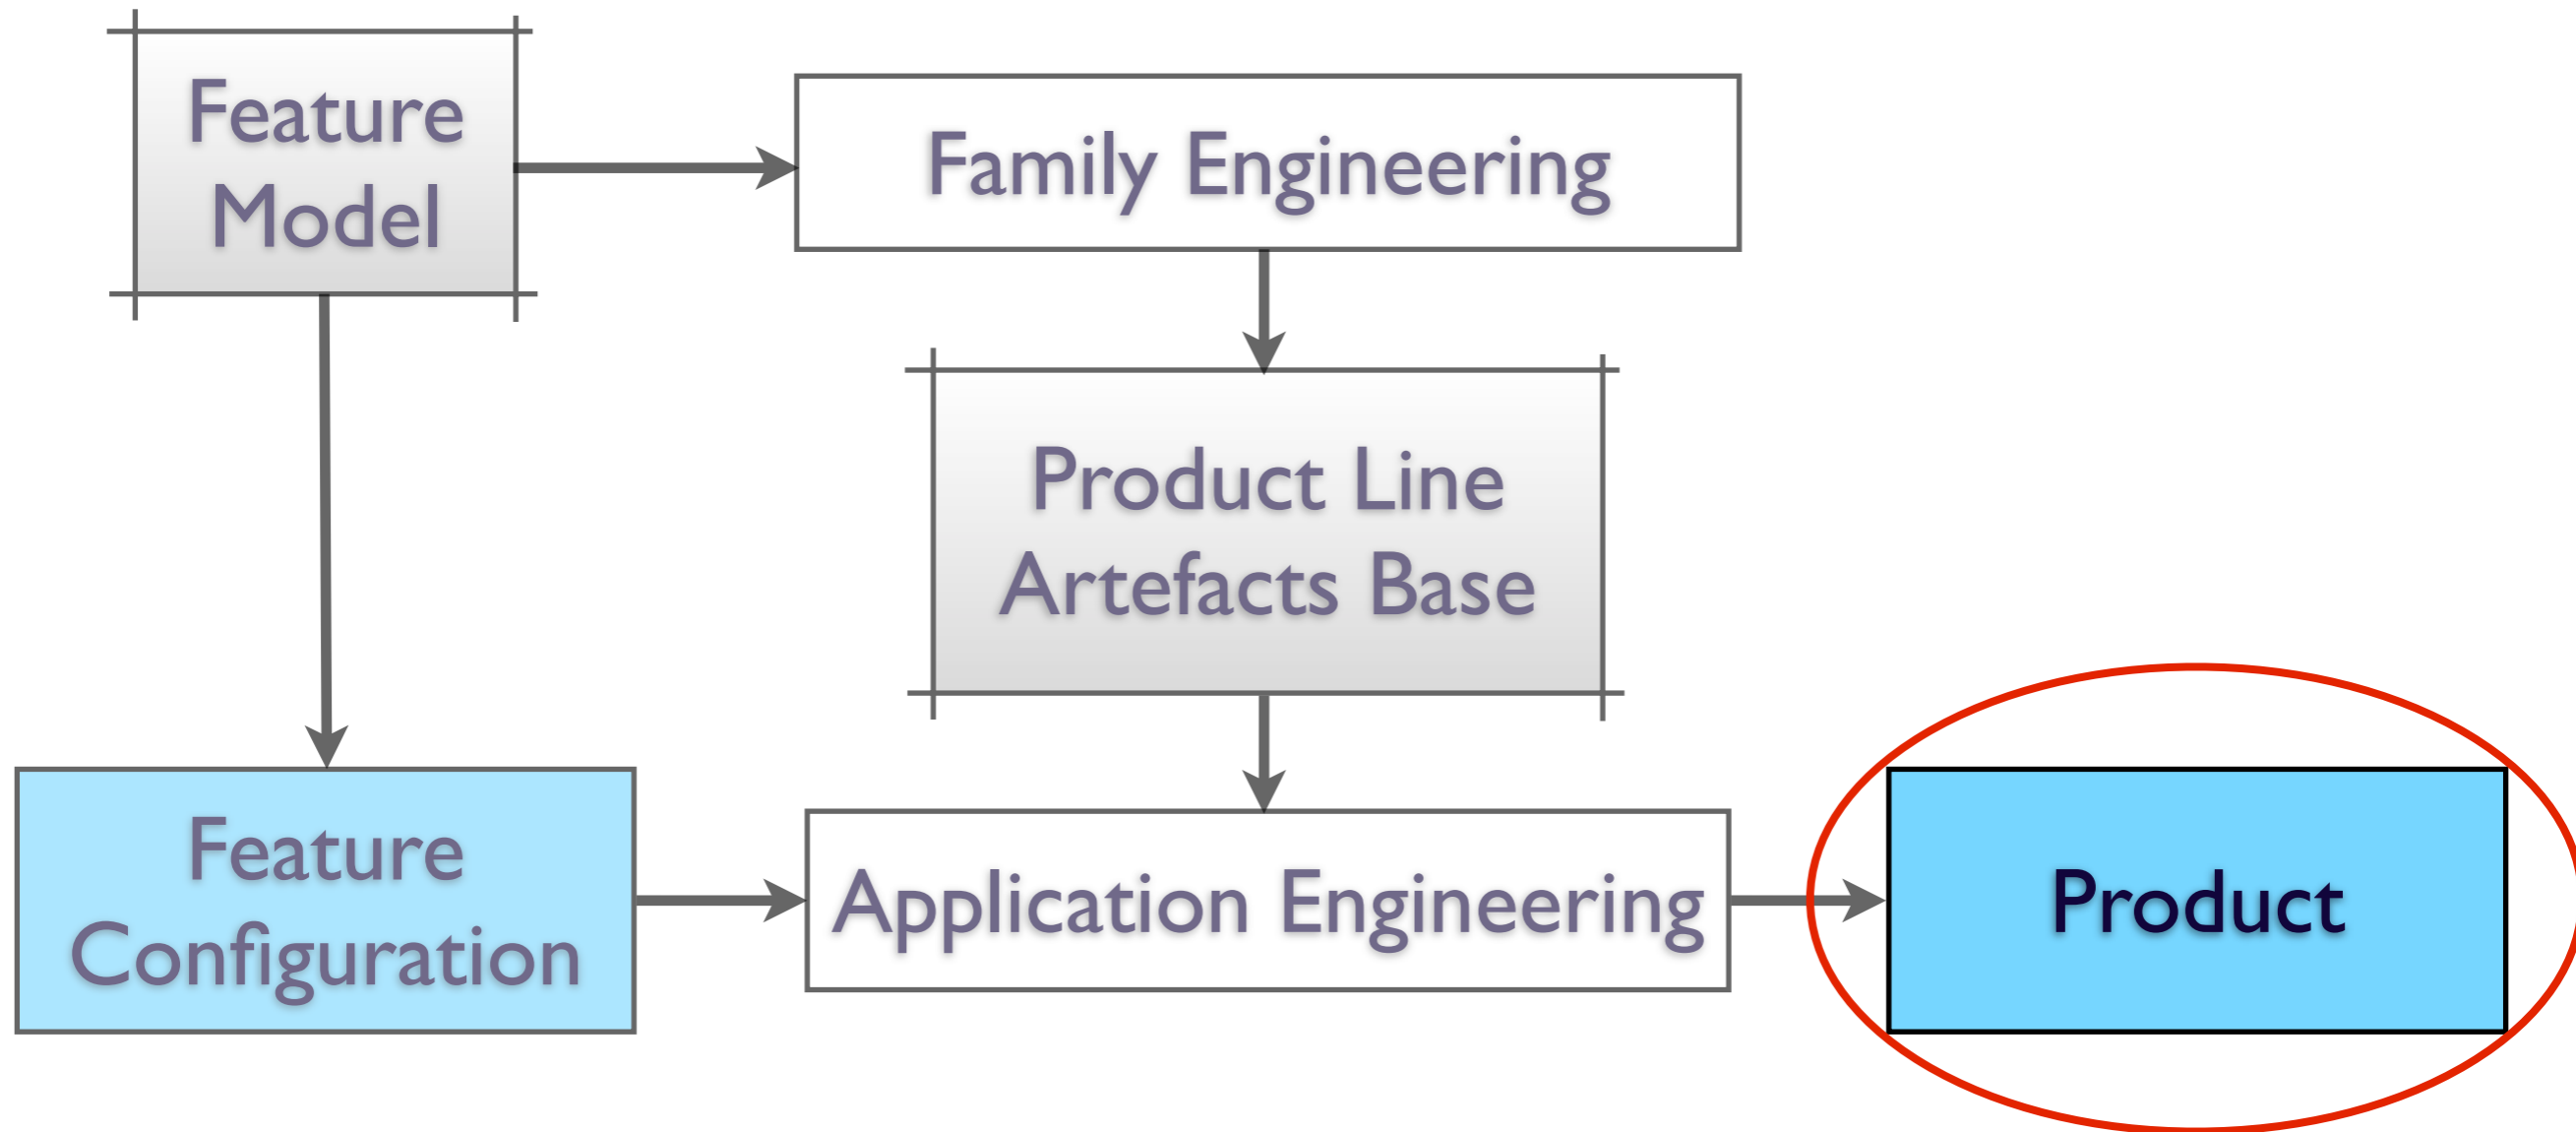 Feature
Model
Family Engineering
Product Line
Artefacts Base
Feature
Configuration
Application Engineering
Product